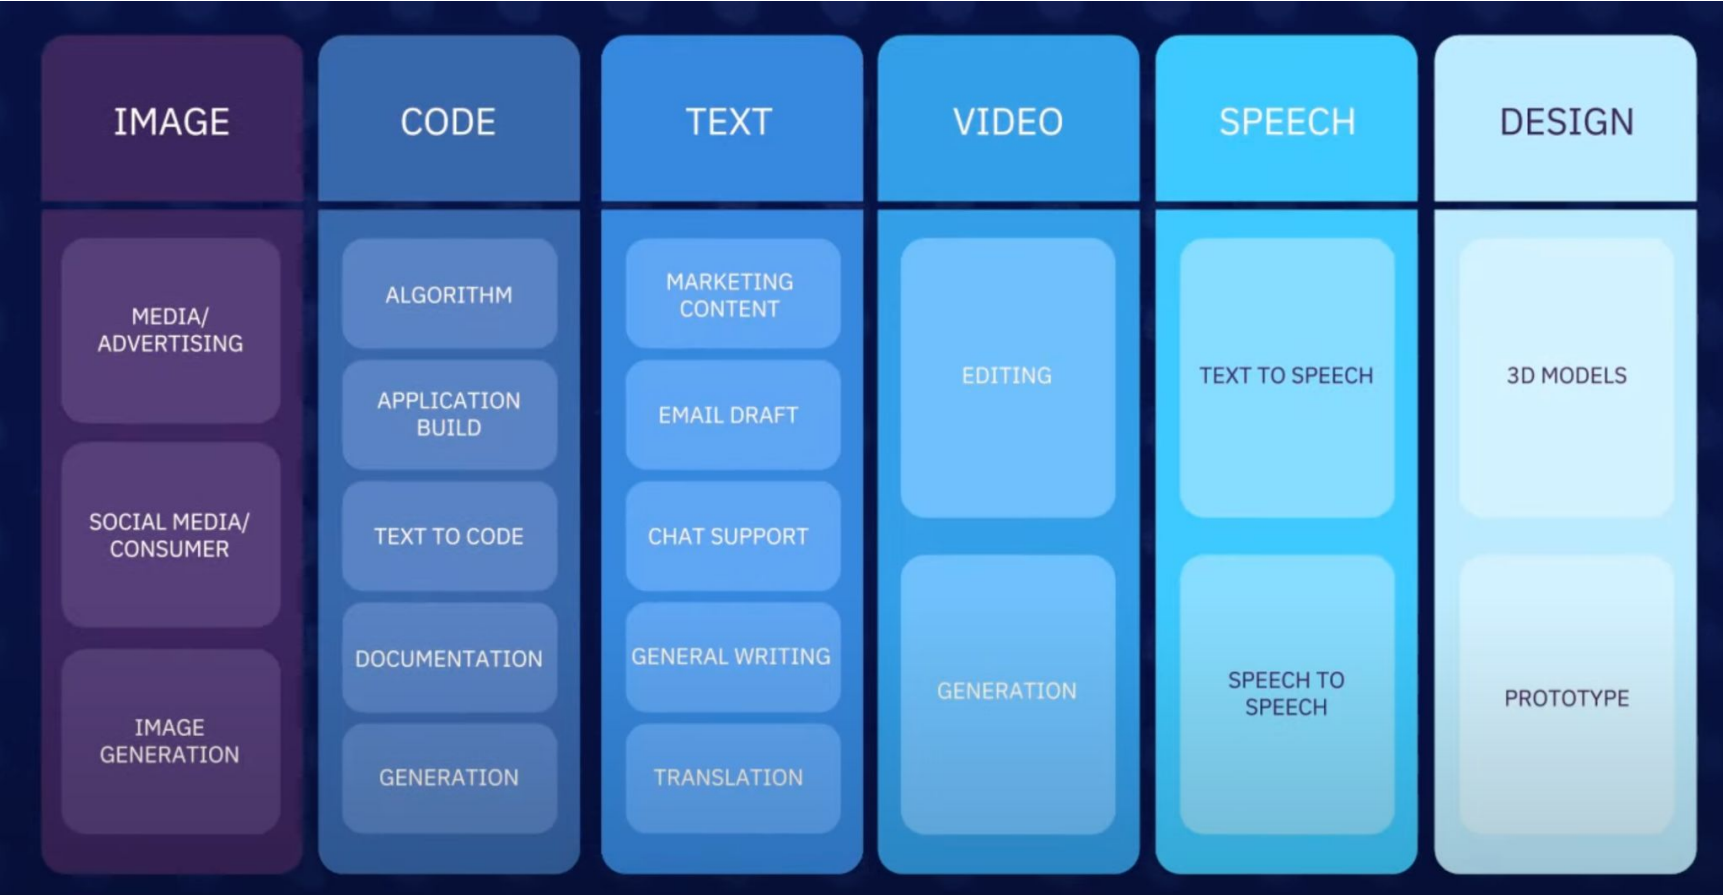 IMAGE
MEDIA/
ADVERTISING
SOCIAL MEDIA/
CONSUMER
IMAGE
GENERATION
CODE
ALGORITHM
APPLICATION
BUILD
TEXT TO CODE
DOCUMENTATION
GENERATION
TEXT
MARKETING
CONTENT
EMAIL DRAFT
CHAT SUPPORT
GENERAL WRITING
TRANSLATION
VIDEO
EDITING
GENERATION
SPEECH
TEXT TO SPEECH
SPEECH TO
SPEECH
DESIGN
3D MODELS
PROTOTYPE